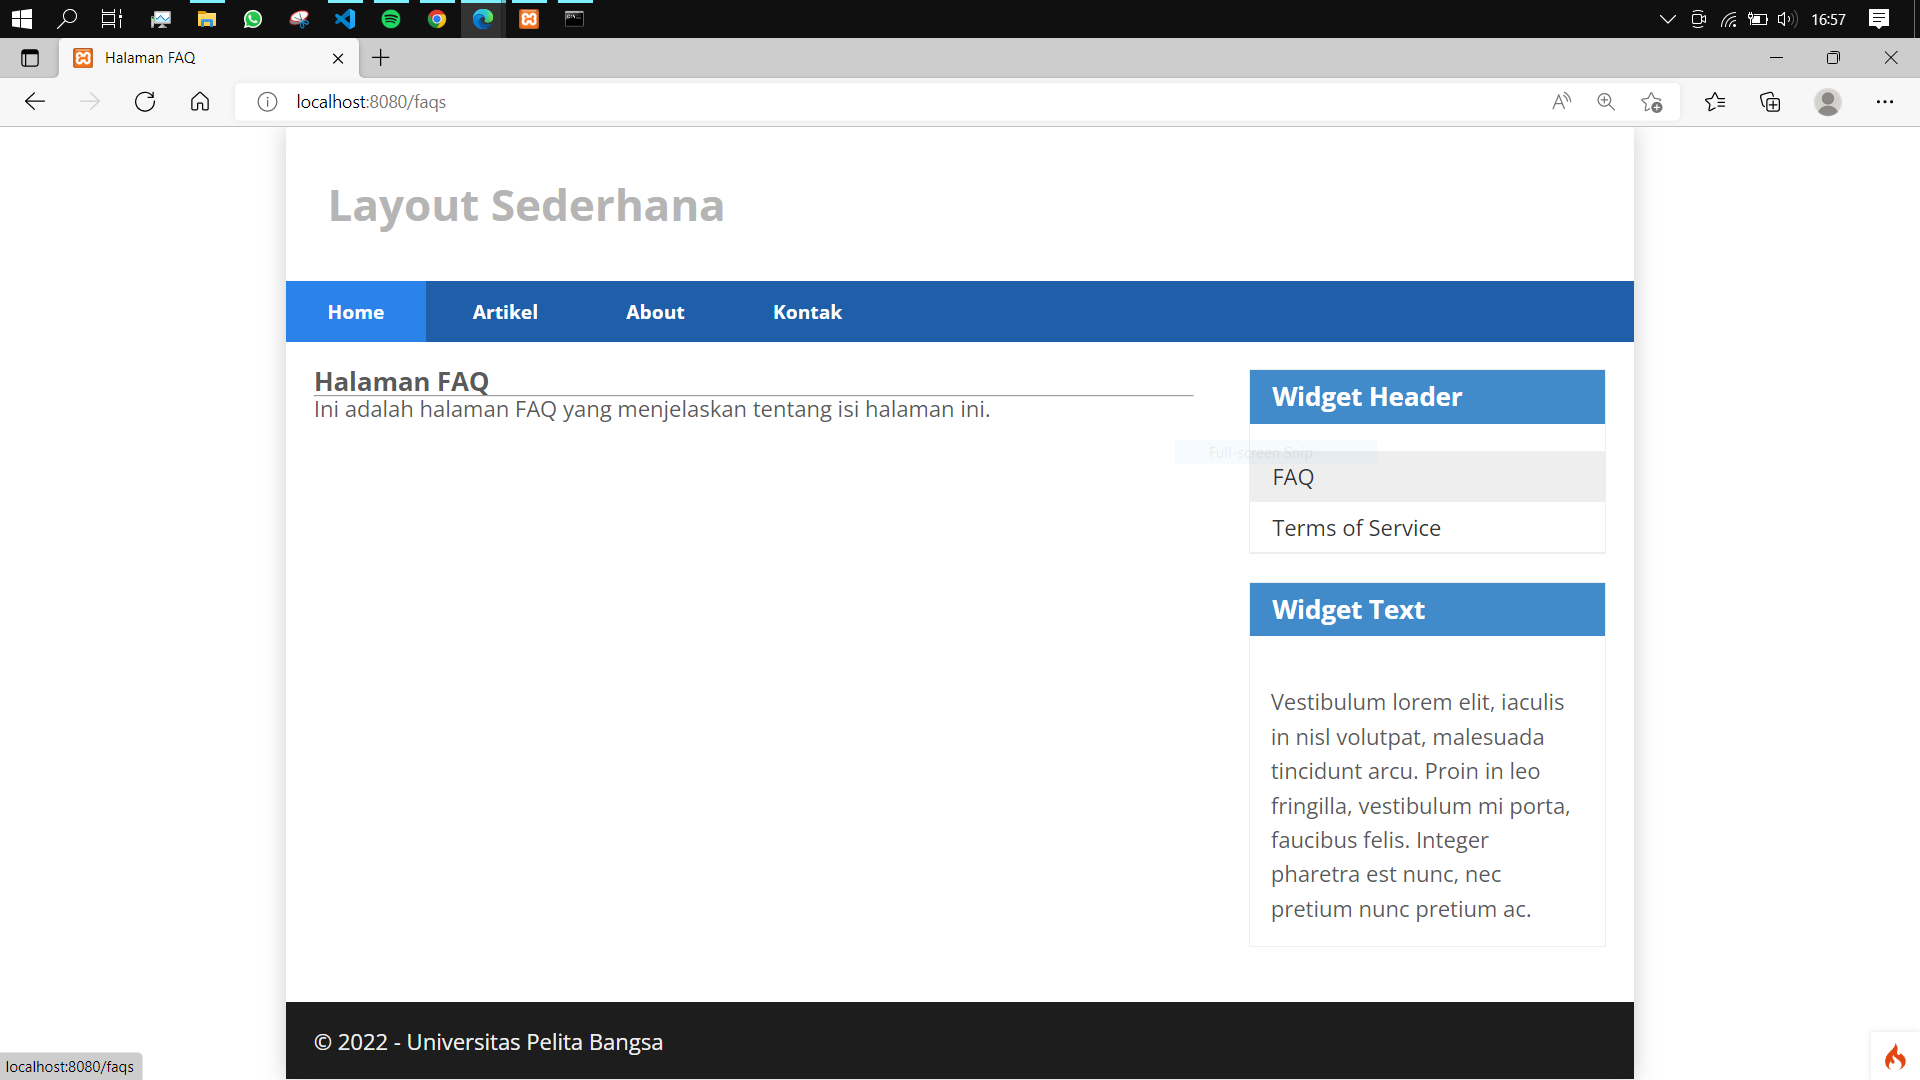 16:57
Halaman FAQ
localhost:8080/faqs
Layout Sederhana
Home Artikel About Kontak
Halaman FAQ
Ini adalah halaman FAQ yang menjelaskan tentang isi halaman ini.
Widget Header
Full-screen Snip
FAQ
Terms of Service
Widget Text
Vestibulum lorem elit, iaculis
in nisl volutpat, malesuada
tincidunt arcu. Proin in leo
fringilla, vestibulum mi porta,
faucibus felis. Integer
pharetra est nunc, nec
pretium nunc pretium ac.
© 2022 - Universitas Pelita Bangsa
localhost:8080/faqs